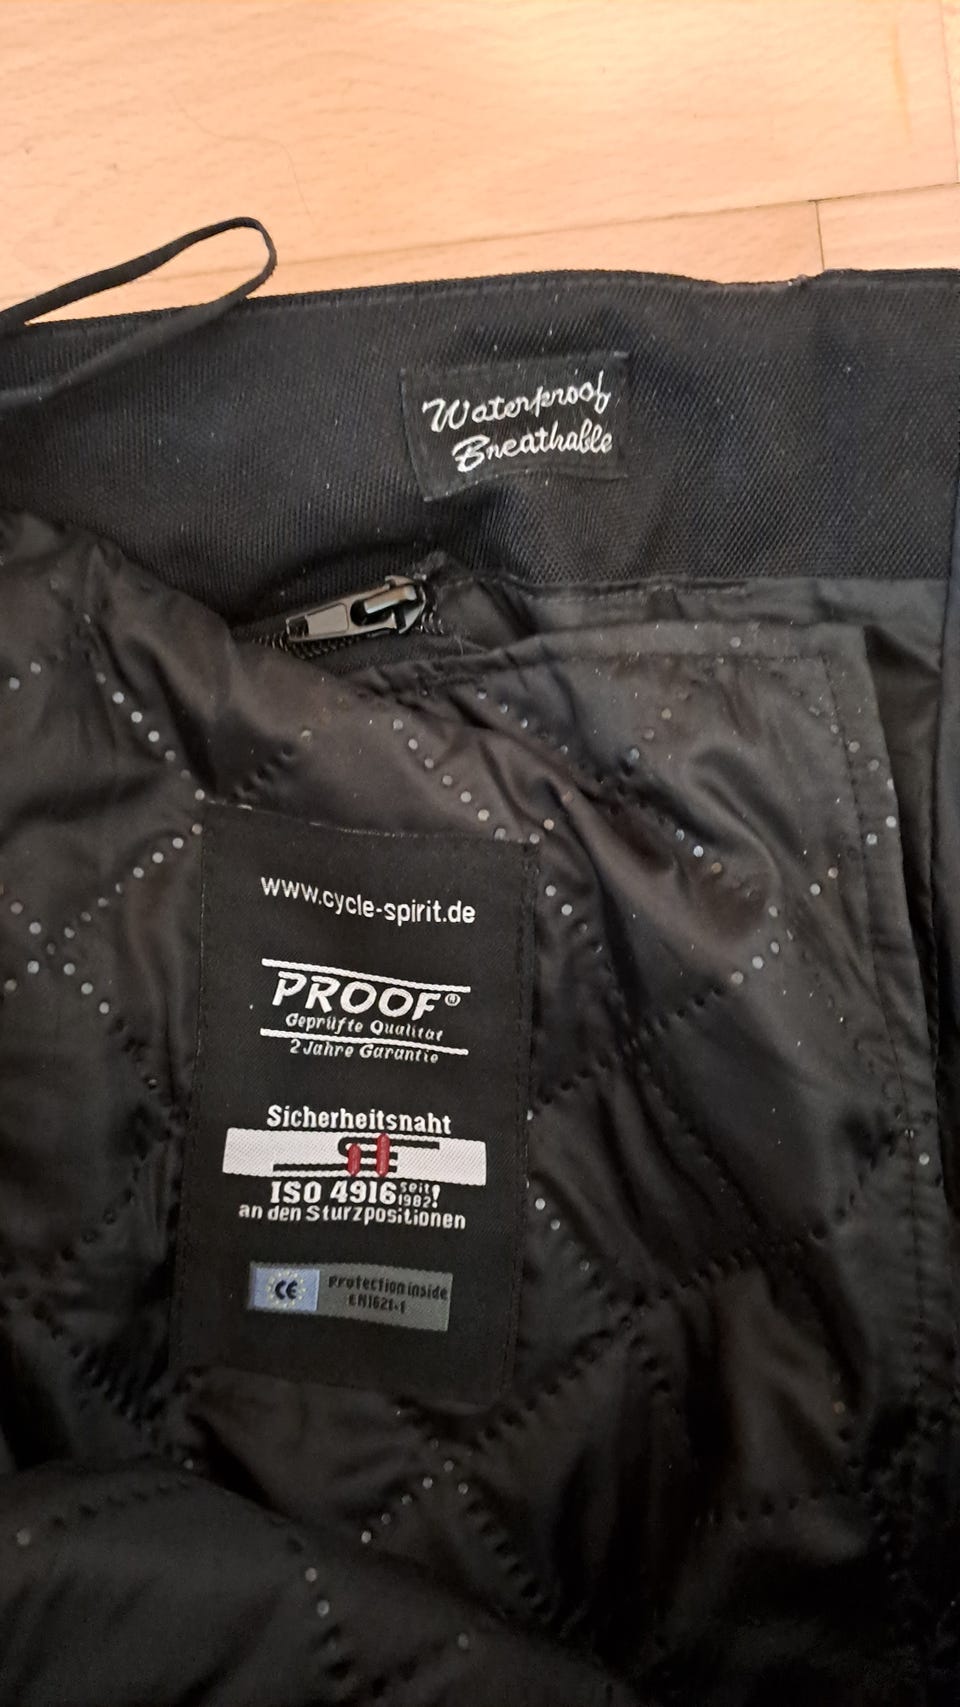 Waterproof
Breathable
www.cycle-spirit.de
PROOF®
Geprüfte Qualität
2 Jahre Garantie
Sicherheitsnaht
ISO 4916 seit 1982!
an den Sturzpositionen
CE Protection inside
EN1621-1